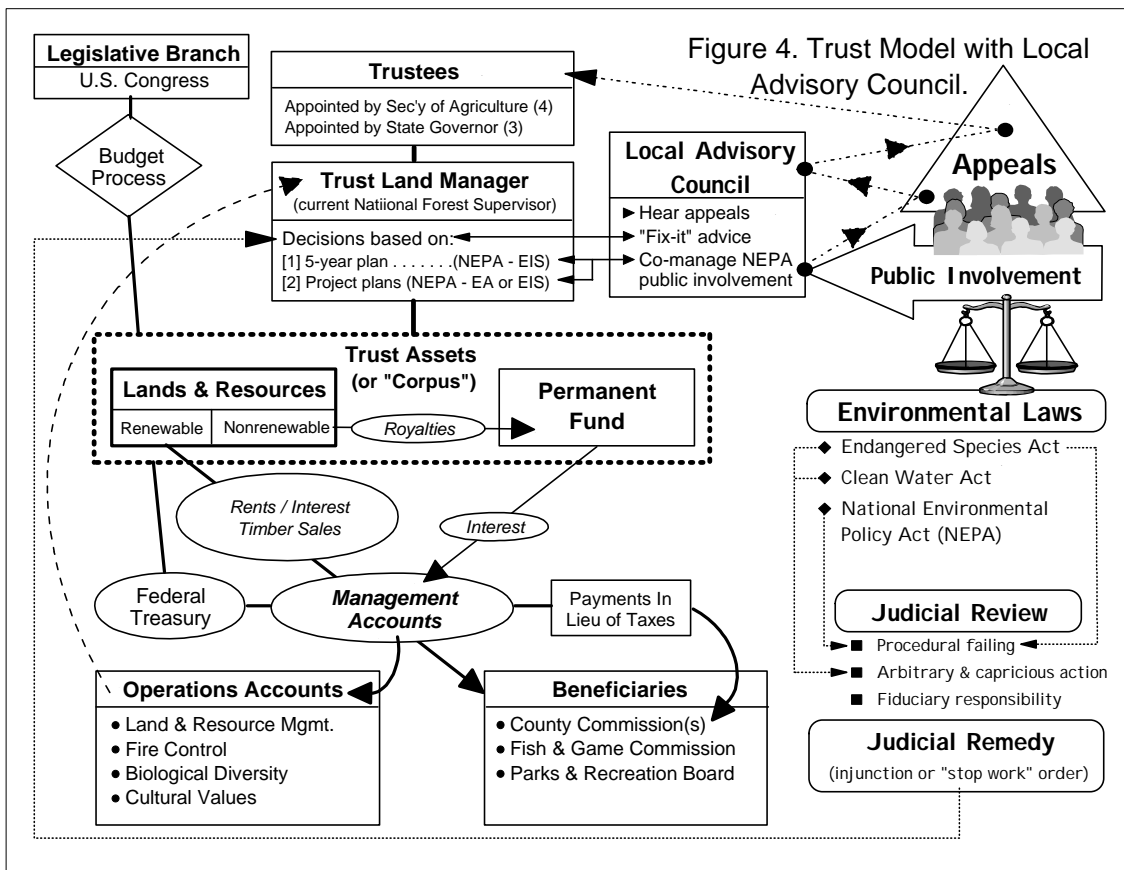 Figure 4. Trust Model with Local
Advisory Council.
Legislative Branch
U.S. Congress
Budget
Process
Trustees
Appointed by Sec'y of Agriculture (4)
Appointed by State Governor (3)
Trust Land Manager
(current Natiional Forest Supervisor)
Decisions based on:
[1] 5-year plan . . . . . . .(NEPA - EIS)
[2] Project plans (NEPA - EA or EIS)
Local Advisory
Council
Hear appeals
"Fix-it" advice
Co-manage NEPA
public involvement
Appeals
Public Involvement
Trust Assets
(or "Corpus")
Lands & Resources
Renewable
Nonrenewable
Royalties
Permanent
Fund
Rents / Interest
Timber Sales
Interest
Federal
Treasury
Management
Accounts
Payments In
Lieu of Taxes
Operations Accounts
● Land & Resource Mgmt.
● Fire Control
● Biological Diversity
● Cultural Values
Beneficiaries
● County Commission(s)
● Fish & Game Commission
● Parks & Recreation Board
Environmental Laws
◆ Endangered Species Act
◆ Clean Water Act
◆ National Environmental
Policy Act (NEPA)
Judicial Review
■ Procedural failing
■ Arbitrary & capricious action
■ Fiduciary responsibility
Judicial Remedy
(injunction or "stop work" order)